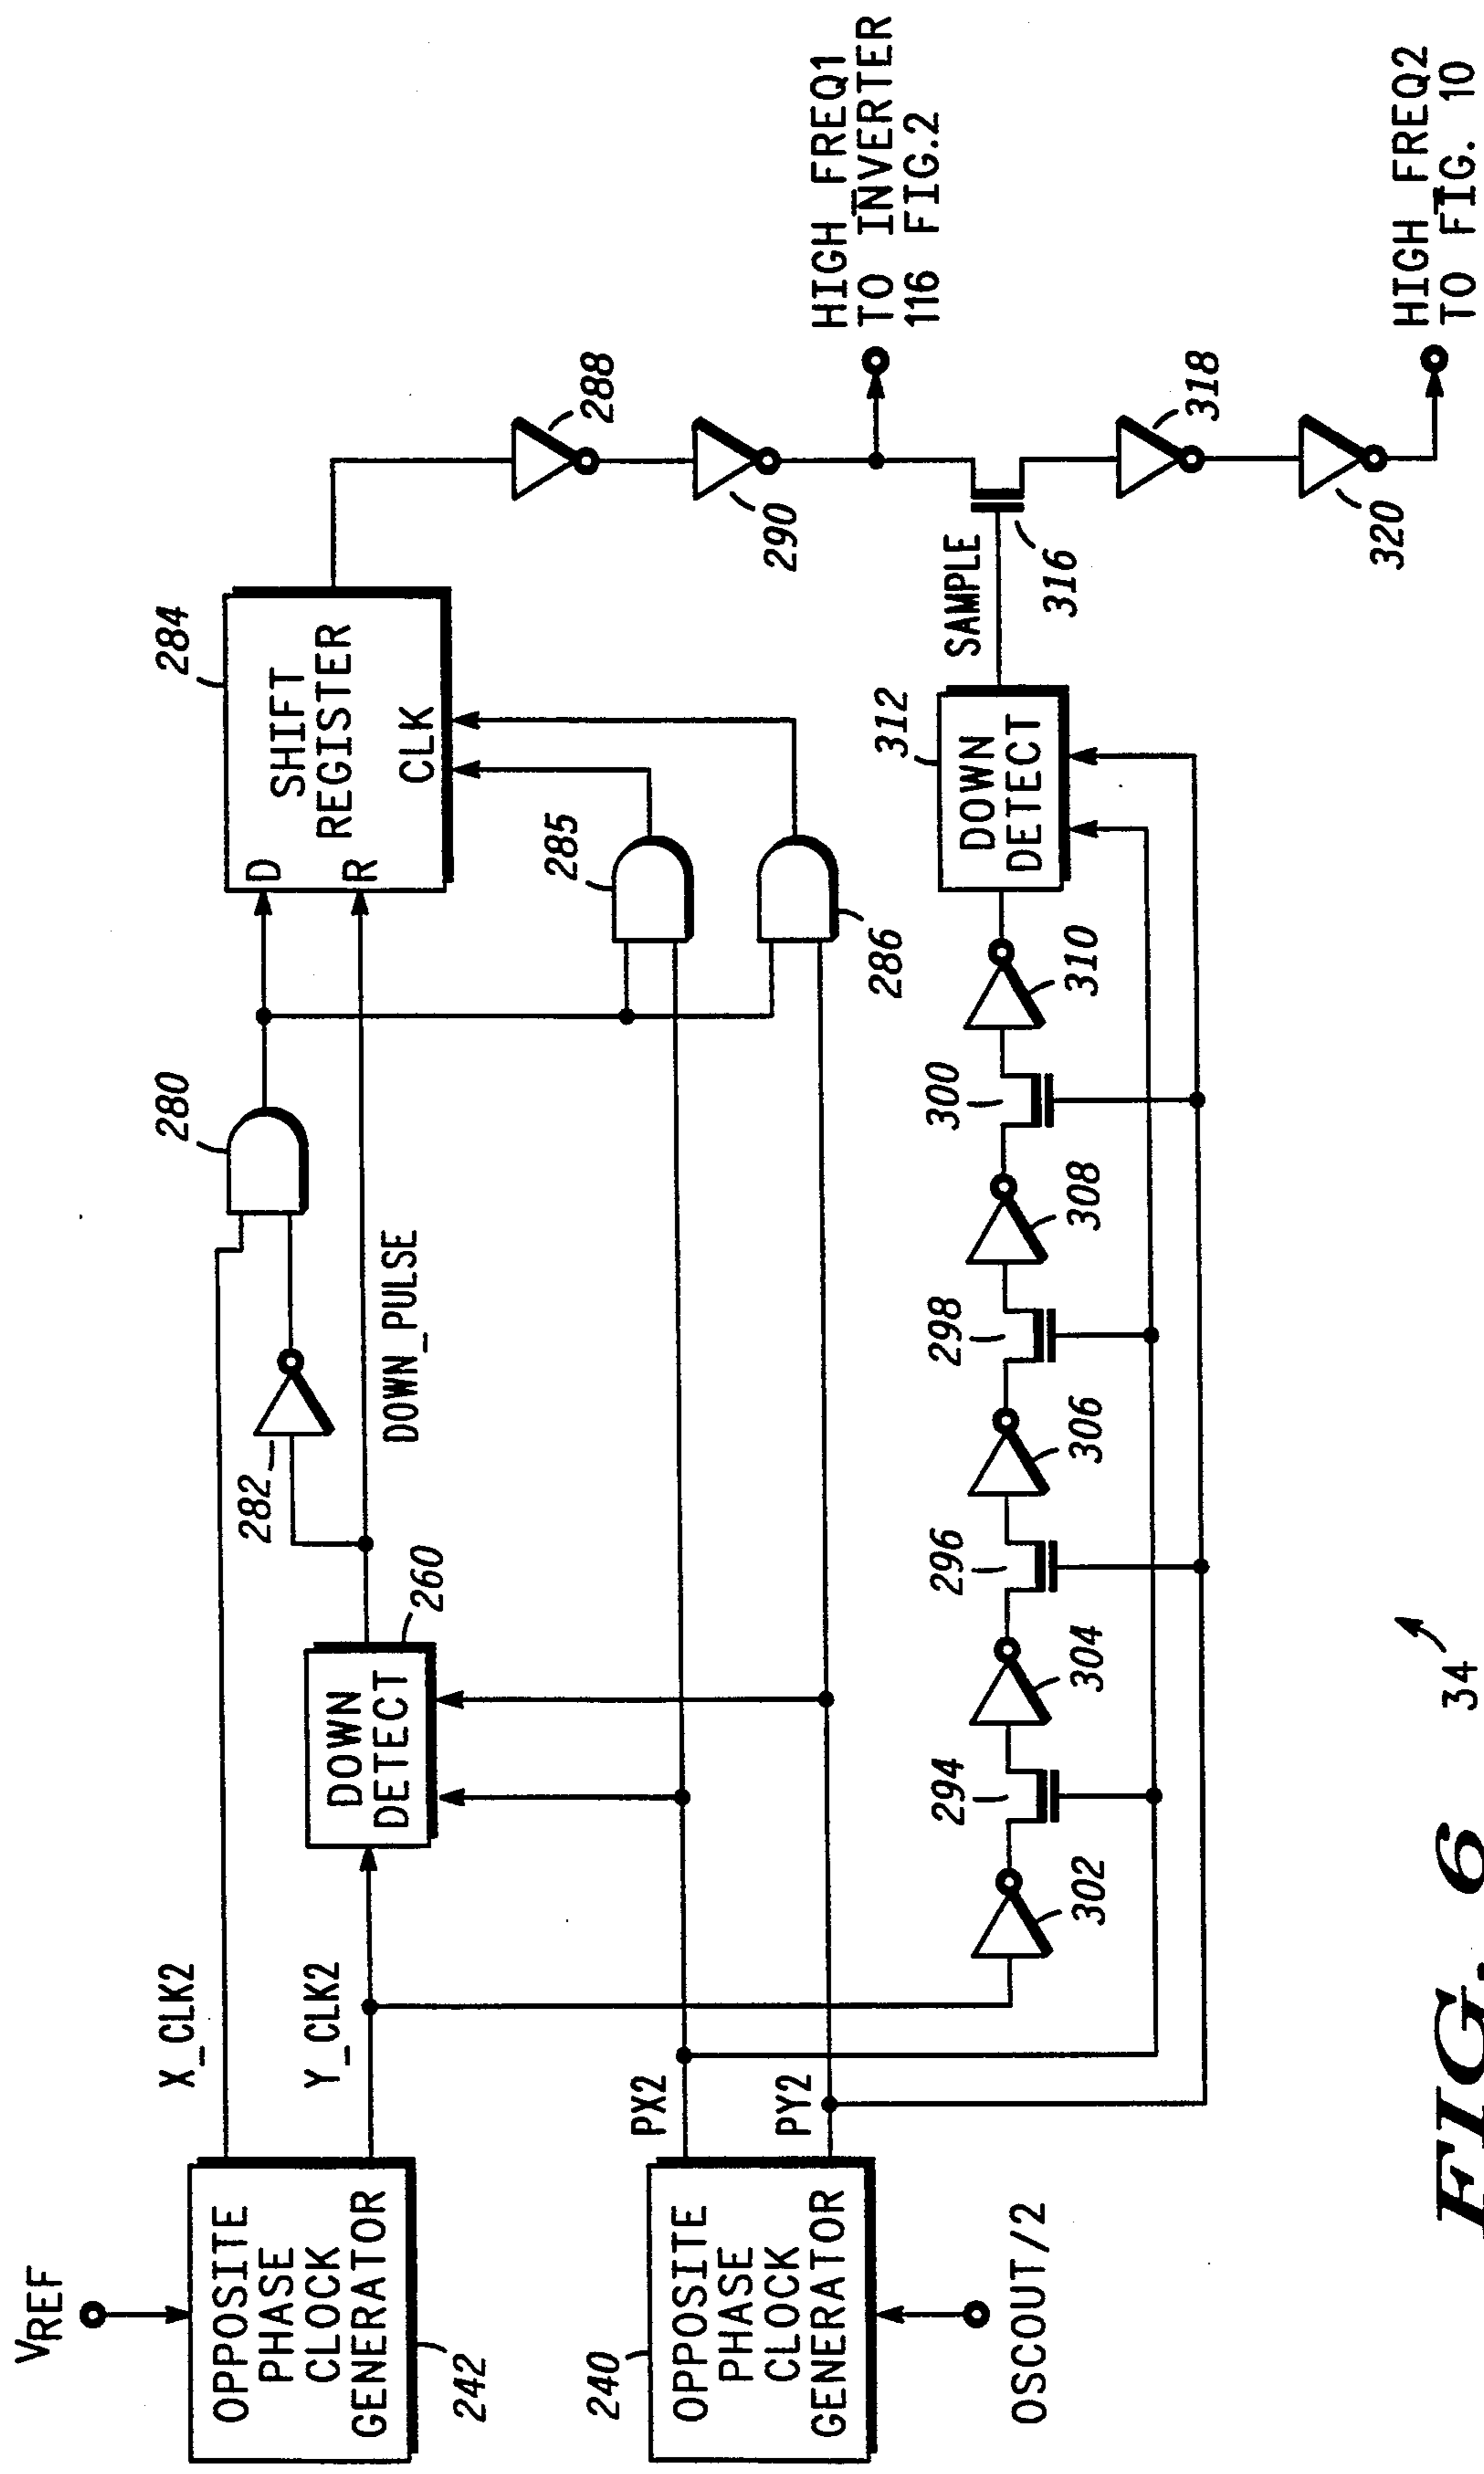 VREF
OPPOSITE
PHASE
CLOCK
GENERATOR
242
X_CLK2
Y_CLK2
DOWN
DETECT
260
282
DOWN_PULSE
280
D
R
SHIFT
REGISTER
CLK
284
285
286
288
290
HIGH_FREQ1
TO INVERTER
116 FIG.2
OPPOSITE
PHASE
CLOCK
GENERATOR
240
OSCOUT/2
PX2
PY2
302
294
304
296
306
298
308
300
310
DOWN
DETECT
312
SAMPLE
316
318
320
HIGH_FREQ2
TO FIG. 10
34
FIG. 6